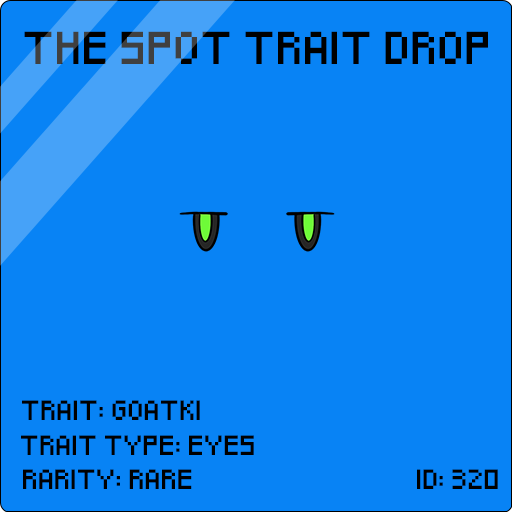 THE SPOT TRAIT DROP
TRAIT: GOATKI
TRAIT TYPE: EYES
RARITY: RARE
ID: 320